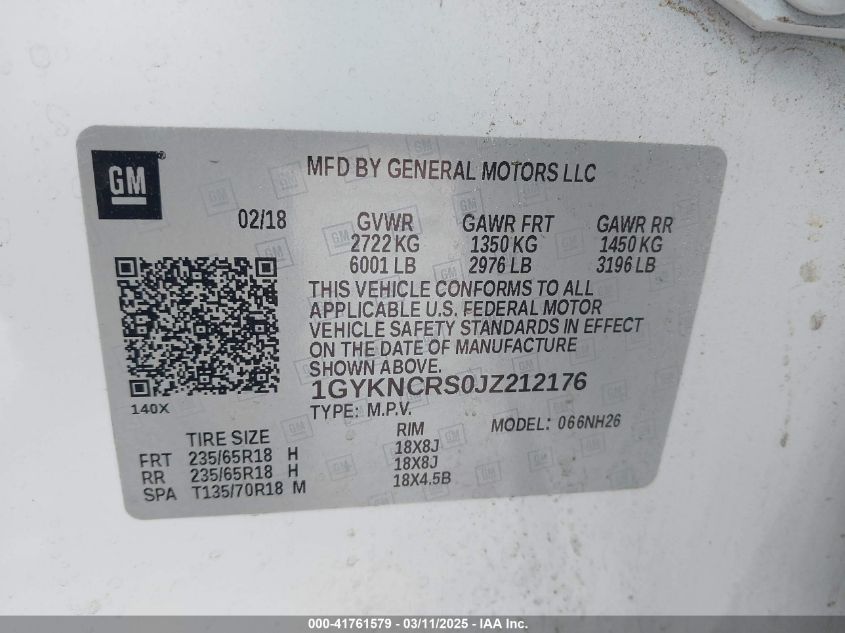 GM ® MFD BY GENERAL MOTORS LLC
02/18 GVWR GAWR FRT GAWR RR
2722 KG 1350 KG 1450 KG
6001 LB 2976 LB 3196 LB
THIS VEHICLE CONFORMS TO ALL
APPLICABLE U.S. FEDERAL MOTOR
VEHICLE SAFETY STANDARDS IN EFFECT
ON THE DATE OF MANUFACTURE
SHOWN ABOVE.
1GYKNCRS0JZ212176
140X TYPE: M.P.V.
TIRE SIZE RIM MODEL: 066NH26
FRT 235/65R18 H 18X8J
RR 235/65R18 H 18X8J
SPA T135/70R18 M 18X4.5B
000-41761579 - 03/11/2025 - IAA Inc.